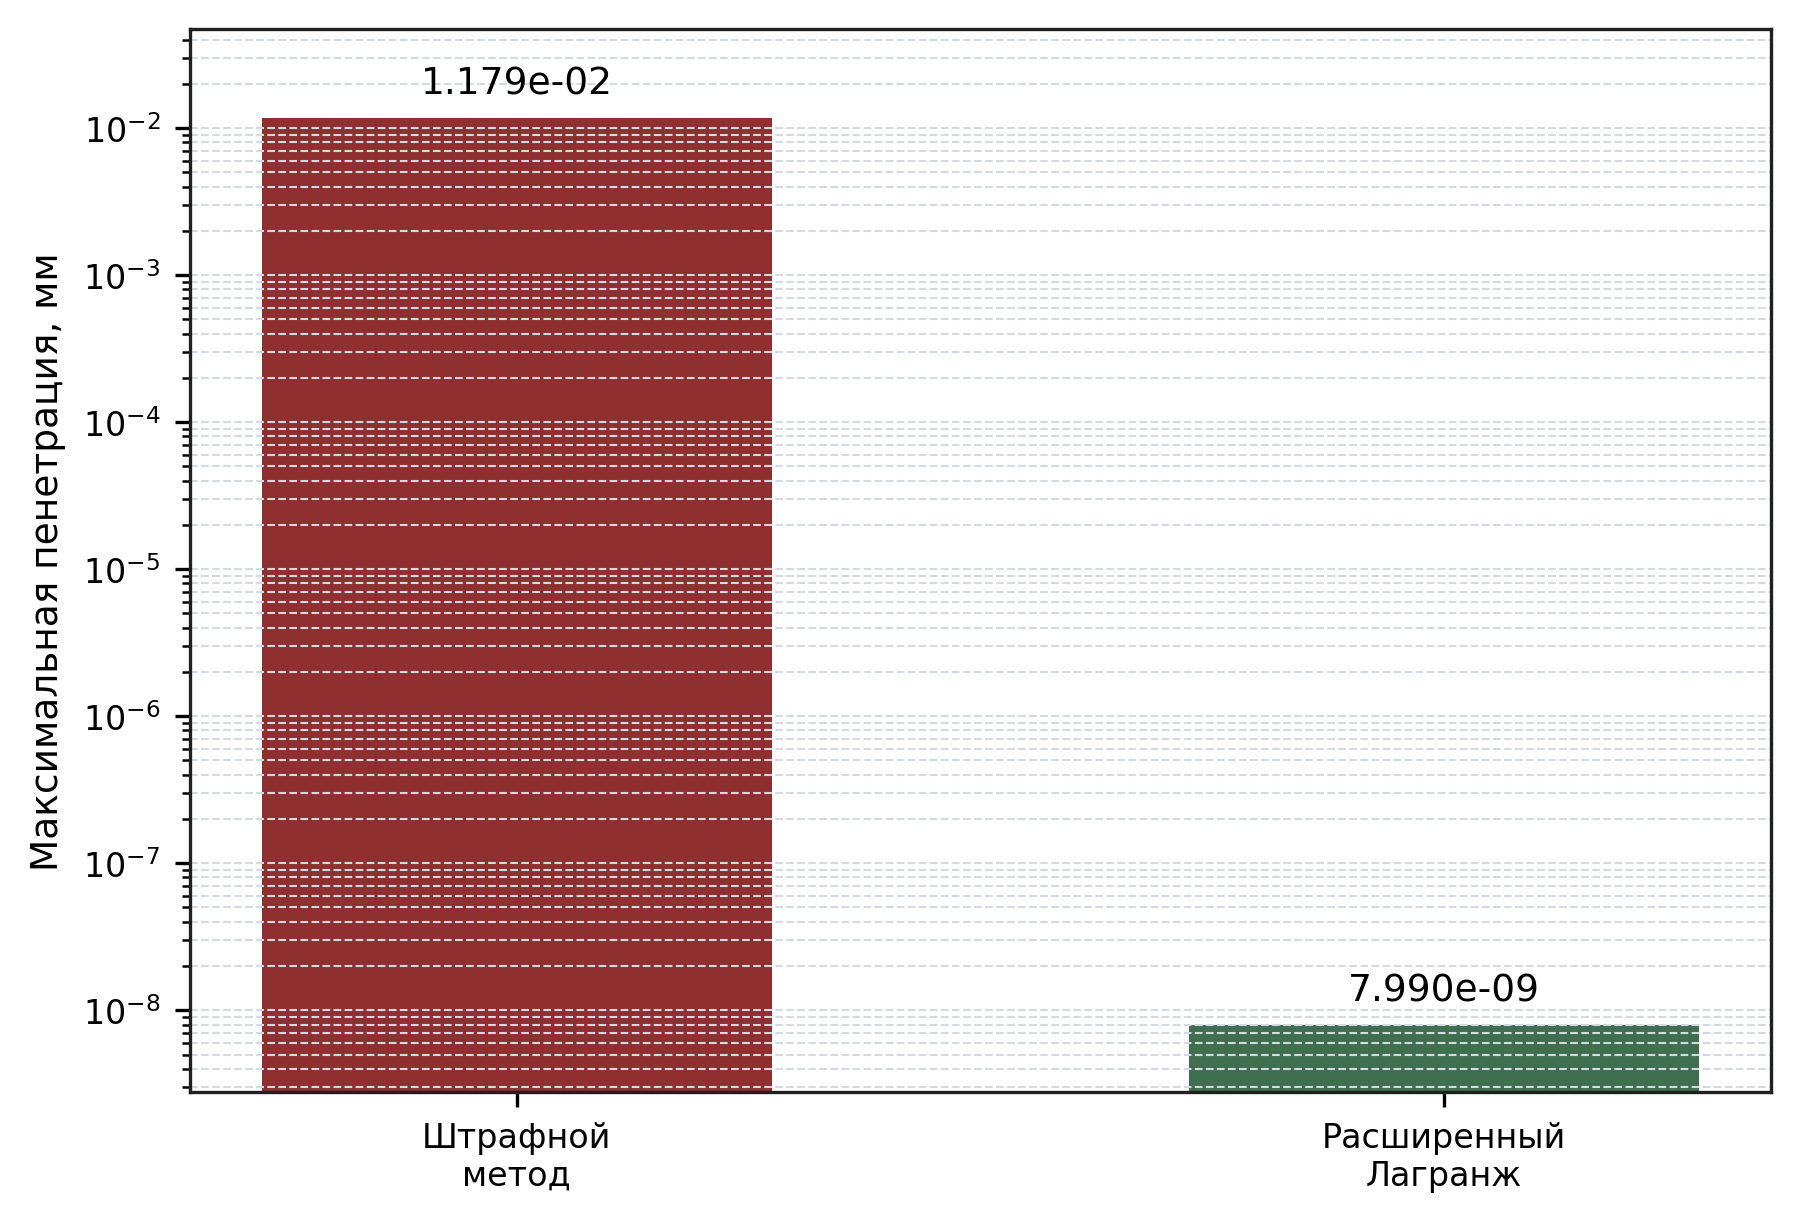 Максимальная пенетрация, мм
10⁻²
10⁻³
10⁻⁴
10⁻⁵
10⁻⁶
10⁻⁷
10⁻⁸
1.179e-02
7.990e-09
Штрафной
метод
Расширенный
Лагранж